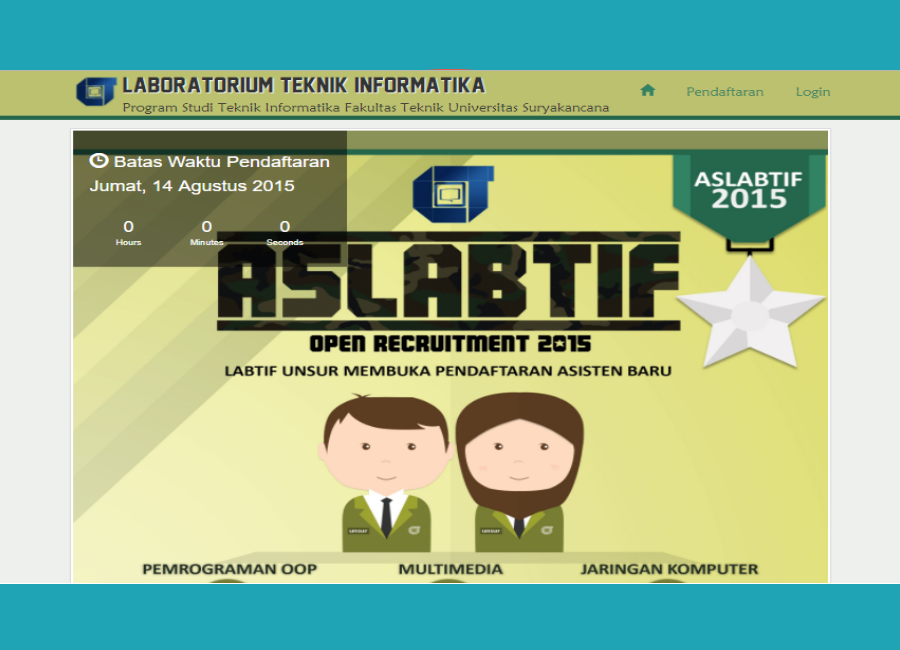 LABORATORIUM TEKNIK INFORMATIKA
Program Studi Teknik Informatika Fakultas Teknik Universitas Suryakancana
Pendaftaran
Login
Batas Waktu Pendaftaran
Jumat, 14 Agustus 2015
0 0 0
Hours Minutes Seconds
ASLABTIF
2015
ASLABTIF
OPEN RECRUITMENT 2015
LABTIF UNSUR MEMBUKA PENDAFTARAN ASISTEN BARU
PEMROGRAMAN OOP
MULTIMEDIA
JARINGAN KOMPUTER